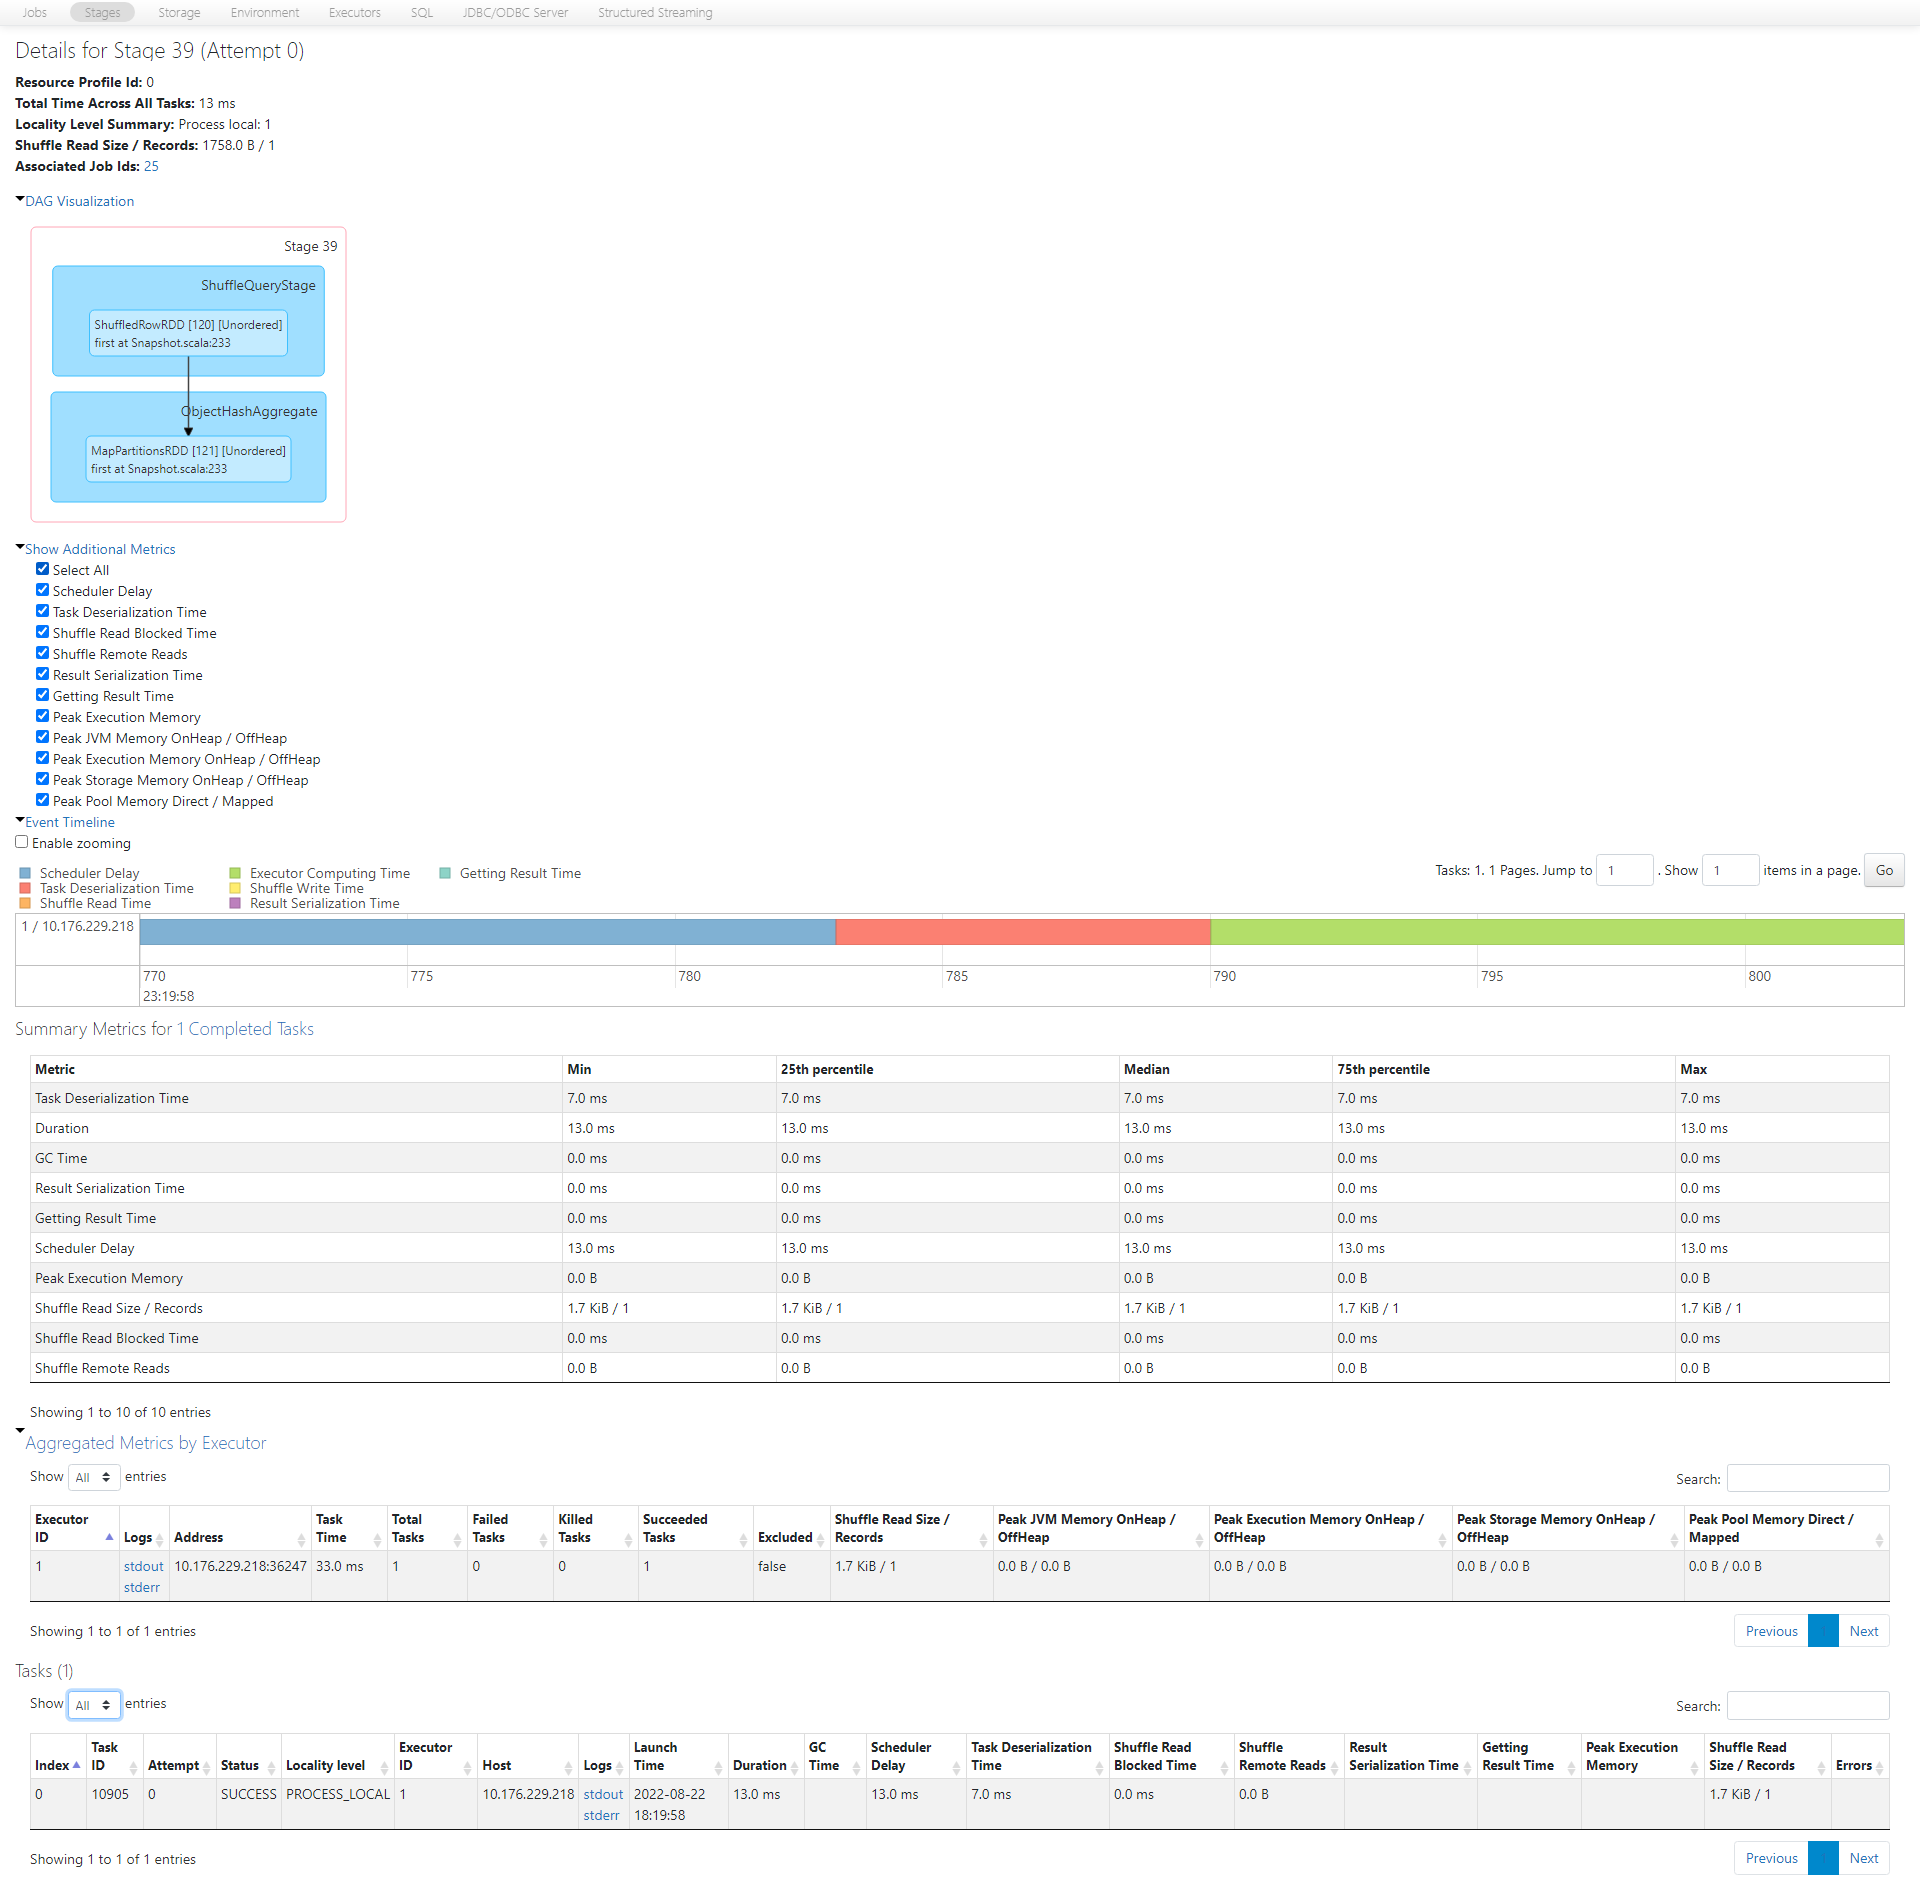 Jobs Stages Storage Environment Executors SQL JDBC/ODBC Server Structured Streaming
Details for Stage 39 (Attempt 0)
Resource Profile Id: 0
Total Time Across All Tasks: 13 ms
Locality Level Summary: Process local: 1
Shuffle Read Size / Records: 1758.0 B / 1
Associated Job Ids: 25
DAG Visualization
Stage 39
ShuffleQueryStage
ShuffledRowRDD [120] [Unordered]
first at Snapshot.scala:233
ObjectHashAggregate
MapPartitionsRDD [121] [Unordered]
first at Snapshot.scala:233
Show Additional Metrics
Select All
Scheduler Delay
Task Deserialization Time
Shuffle Read Blocked Time
Shuffle Remote Reads
Result Serialization Time
Getting Result Time
Peak Execution Memory
Peak JVM Memory OnHeap / OffHeap
Peak Execution Memory OnHeap / OffHeap
Peak Storage Memory OnHeap / OffHeap
Peak Pool Memory Direct / Mapped
Event Timeline
Enable zooming
Scheduler Delay Executor Computing Time Getting Result Time
Task Deserialization Time Shuffle Write Time
Shuffle Read Time Result Serialization Time
Tasks: 1. 1 Pages. Jump to 1 . Show 1 items in a page. Go
1 / 10.176.229.218
770 775 780 785 790 795 800
23:19:58
Summary Metrics for 1 Completed Tasks
Metric Min 25th percentile Median 75th percentile Max
Task Deserialization Time 7.0 ms 7.0 ms 7.0 ms 7.0 ms 7.0 ms
Duration 13.0 ms 13.0 ms 13.0 ms 13.0 ms 13.0 ms
GC Time 0.0 ms 0.0 ms 0.0 ms 0.0 ms 0.0 ms
Result Serialization Time 0.0 ms 0.0 ms 0.0 ms 0.0 ms 0.0 ms
Getting Result Time 0.0 ms 0.0 ms 0.0 ms 0.0 ms 0.0 ms
Scheduler Delay 13.0 ms 13.0 ms 13.0 ms 13.0 ms 13.0 ms
Peak Execution Memory 0.0 B 0.0 B 0.0 B 0.0 B 0.0 B
Shuffle Read Size / Records 1.7 KiB / 1 1.7 KiB / 1 1.7 KiB / 1 1.7 KiB / 1 1.7 KiB / 1
Shuffle Read Blocked Time 0.0 ms 0.0 ms 0.0 ms 0.0 ms 0.0 ms
Shuffle Remote Reads 0.0 B 0.0 B 0.0 B 0.0 B 0.0 B
Showing 1 to 10 of 10 entries
Aggregated Metrics by Executor
Show All entries Search:
Executor Task Total Failed Killed Succeeded Shuffle Read Size / Peak JVM Memory OnHeap / Peak Execution Memory OnHeap / Peak Storage Memory OnHeap / Peak Pool Memory Direct /
ID Logs Address Time Tasks Tasks Tasks Tasks Excluded Records OffHeap OffHeap OffHeap Mapped
1 stdout 10.176.229.218:36247 33.0 ms 1 0 0 1 false 1.7 KiB / 1 0.0 B / 0.0 B 0.0 B / 0.0 B 0.0 B / 0.0 B 0.0 B / 0.0 B
stderr
Showing 1 to 1 of 1 entries Previous Next
Tasks (1)
Show All entries Search:
Task Executor Launch GC Scheduler Task Deserialization Shuffle Read Shuffle Result Getting Peak Execution Shuffle Read
Index ID Attempt Status Locality level ID Host Logs Time Duration Time Delay Time Blocked Time Remote Reads Serialization Time Result Time Memory Size / Records Errors
0 10905 0 SUCCESS PROCESS_LOCAL 1 10.176.229.218 stdout 2022-08-22 13.0 ms 13.0 ms 7.0 ms 0.0 ms 0.0 B 1.7 KiB / 1
stderr 18:19:58
Showing 1 to 1 of 1 entries Previous Next